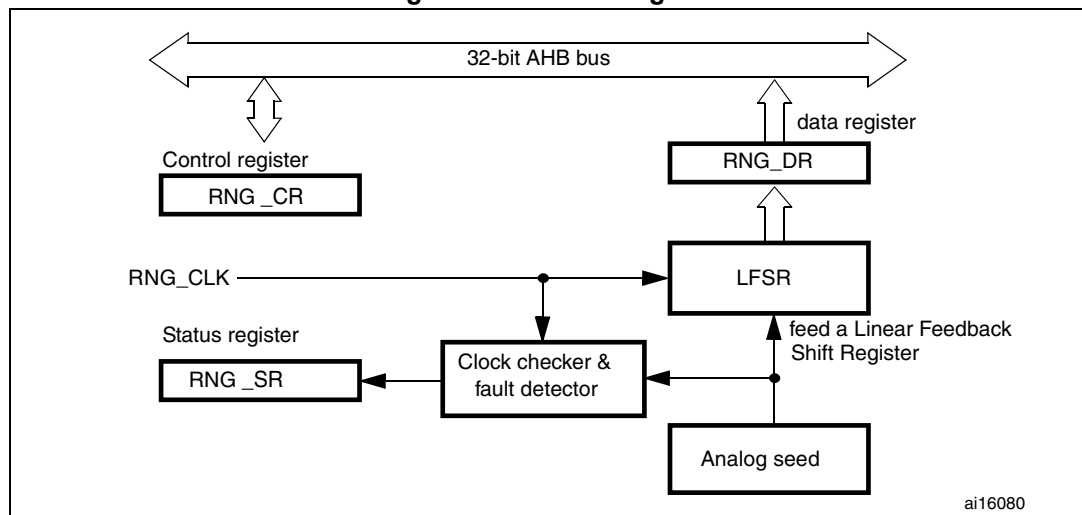 32-bit AHB bus
data register
Control register
RNG_DR
RNG _CR
RNG_CLK
LFSR
feed a Linear Feedback
Shift Register
Status register
Clock checker &
fault detector
RNG _SR
Analog seed
ai16080